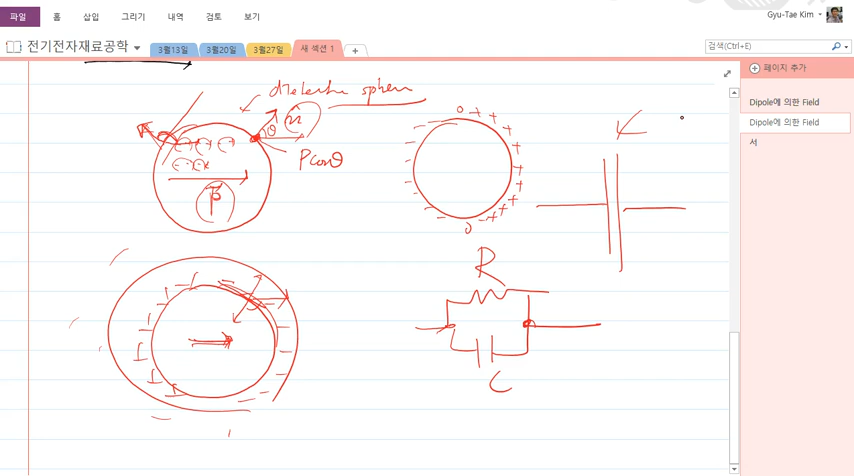 파일 홈 삽입 그리기 내역 검토 보기
Gyu-Tae Kim
전기전자재료공학
3월13일 3월20일 3월27일 새 섹션 1 +
검색(Ctrl+E)
페이지 추가
Dipole에 의한 Field
Dipole에 의한 Field
서
dielectric sphere
n̂
θ
P cosθ
P
0 + + + + + + + + + 0
R
C